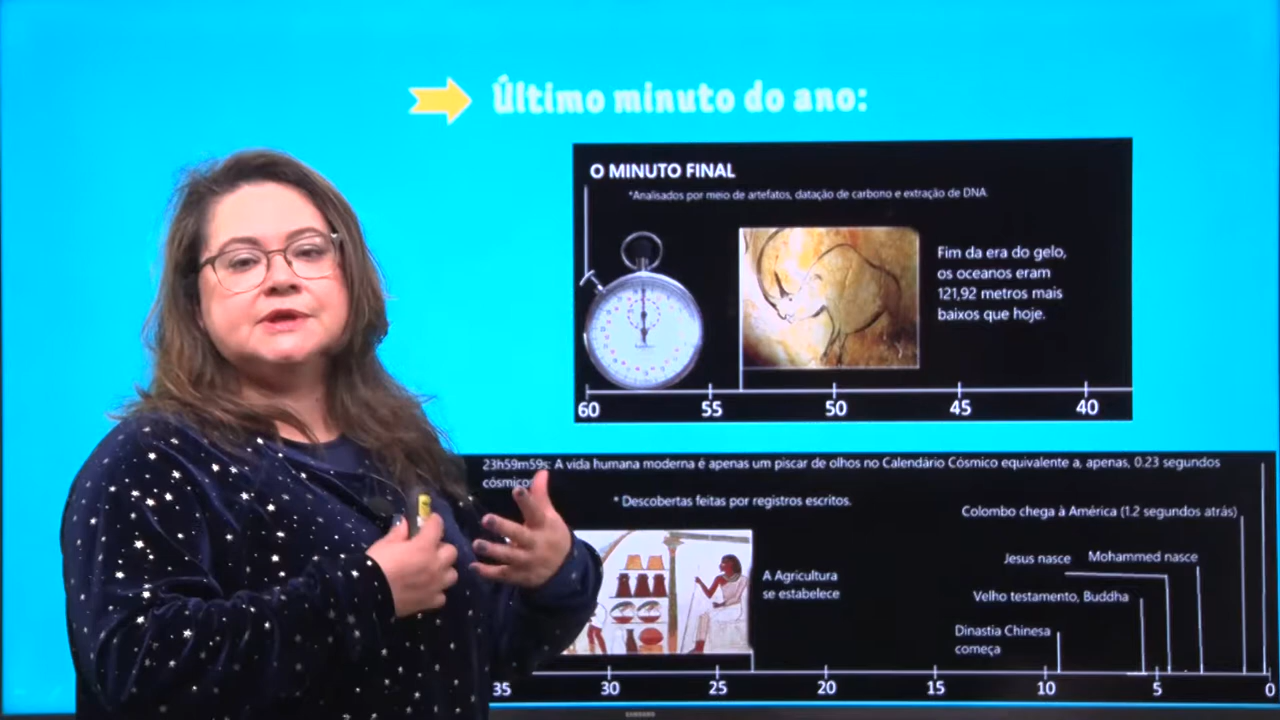 Último minuto do ano:
O MINUTO FINAL
*Analisados por meio de artefatos, datação de carbono e extração de DNA
Fim da era do gelo,
os oceanos eram
121,92 metros mais
baixos que hoje.
60 55 50 45 40
23h59m59s: A vida humana moderna é apenas um piscar de olhos no Calendário Cósmico equivalente a, apenas, 0.23 segundos
cósmicos
* Descobertas feitas por registros escritos.
Colombo chega à América (1.2 segundos atrás)
Jesus nasce Mohammed nasce
A Agricultura
se estabelece
Velho testamento, Buddha
Dinastia Chinesa
começa
35 30 25 20 15 10 5 0
SAMSUNG